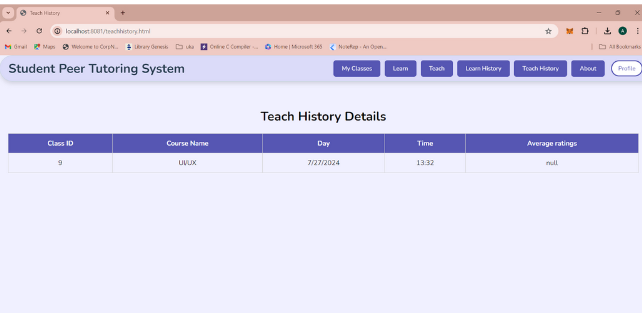 Teach History
localhost:8081/teachhistory.html
Gmail Maps Welcome to CorpN... Library Genesis uka Online C Compiler -... Home | Microsoft 365 NoteRep - An Open... All Bookmarks
Student Peer Tutoring System My Classes Learn Teach Learn History Teach History About Profile
Teach History Details
Class ID Course Name Day Time Average ratings
9 UI/UX 7/27/2024 13:32 null